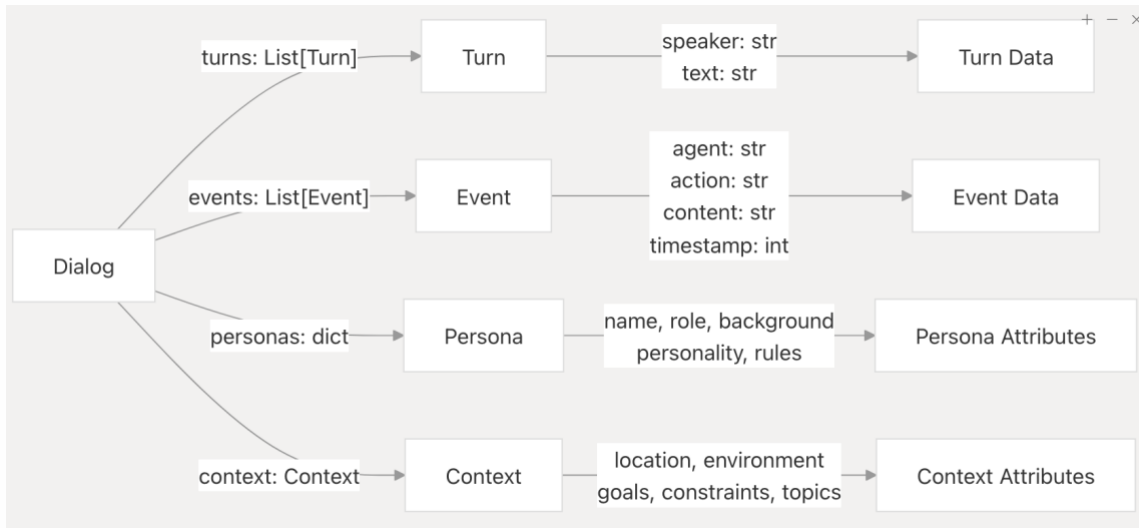 turns: List[Turn]
Turn
speaker: str
text: str
Turn Data
events: List[Event]
Event
agent: str
action: str
content: str
timestamp: int
Event Data
Dialog
personas: dict
Persona
name, role, background
personality, rules
Persona Attributes
context: Context
Context
location, environment
goals, constraints, topics
Context Attributes